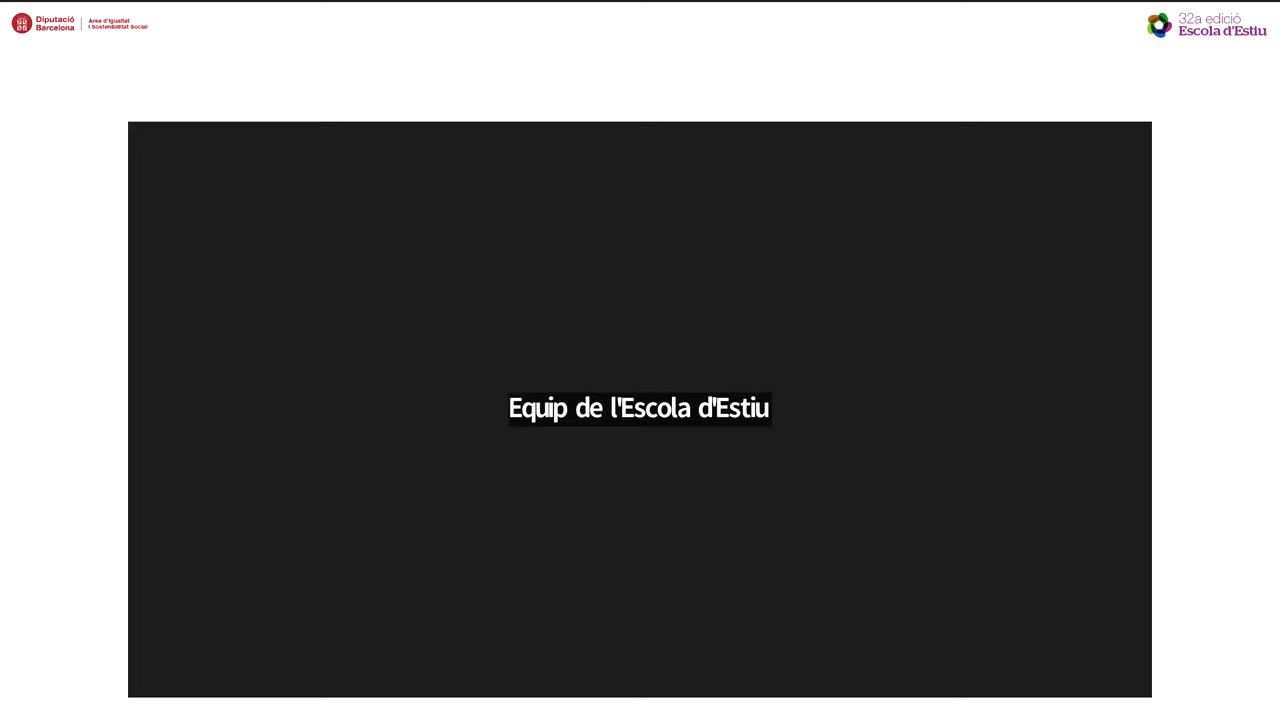 Diputació
Barcelona
Àrea d'Igualtat
i Sostenibilitat Social
32a edició
Escola d'Estiu
Equip de l'Escola d'Estiu